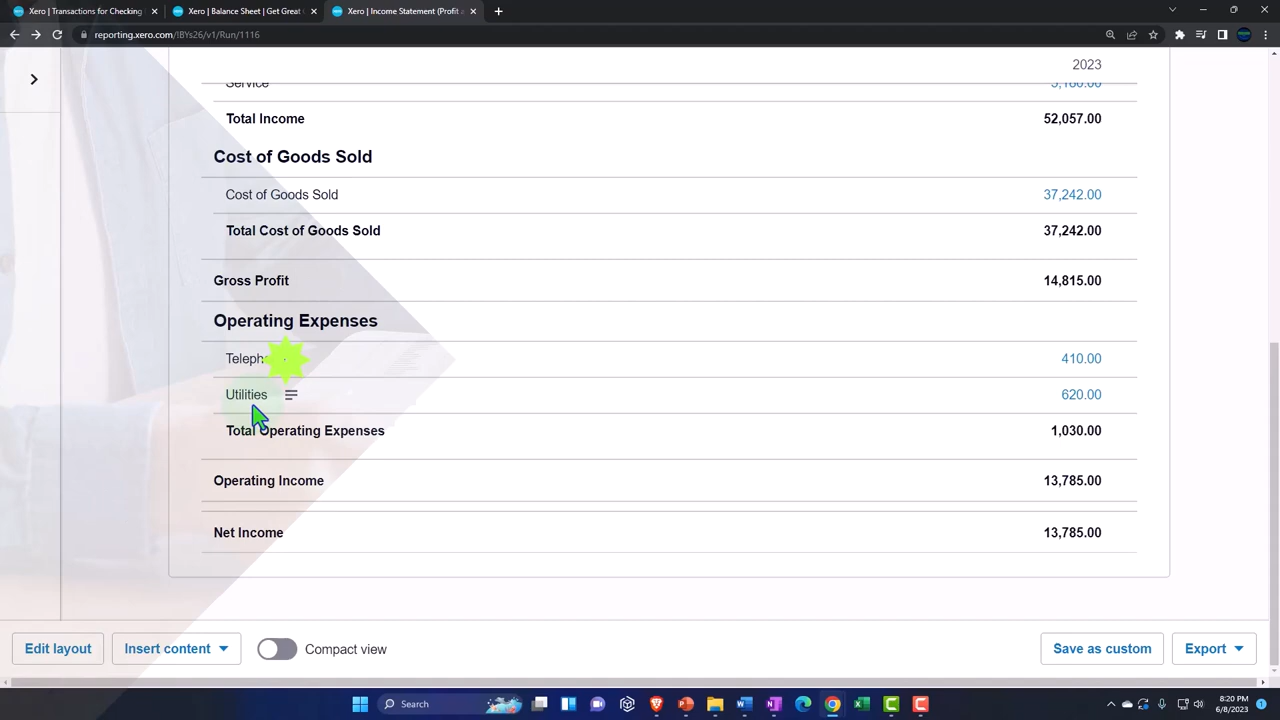 Xero | Transactions for Checking
Xero | Balance Sheet | Get Great
Xero | Income Statement (Profit
reporting.xero.com/!BYs26/v1/Run/1116
2023
Service
Total Income 52,057.00
Cost of Goods Sold
Cost of Goods Sold 37,242.00
Total Cost of Goods Sold 37,242.00
Gross Profit 14,815.00
Operating Expenses
Teleph 410.00
Utilities 620.00
Total Operating Expenses 1,030.00
Operating Income 13,785.00
Net Income 13,785.00
Edit layout Insert content Compact view Save as custom Export
Search
8:20 PM
6/8/2023